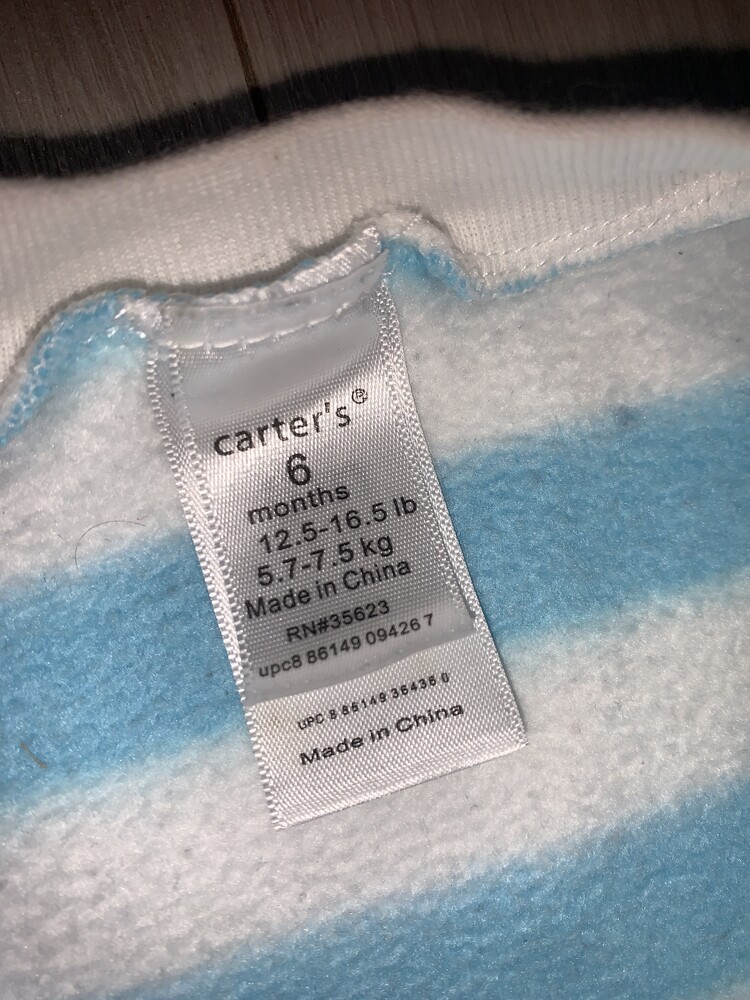 carter's®
6
months
12.5-16.5 lb
5.7-7.5 kg
Made in China
RN#35623
upc8 86149 09426 7
UPC 8 86149 36436 0
Made in China